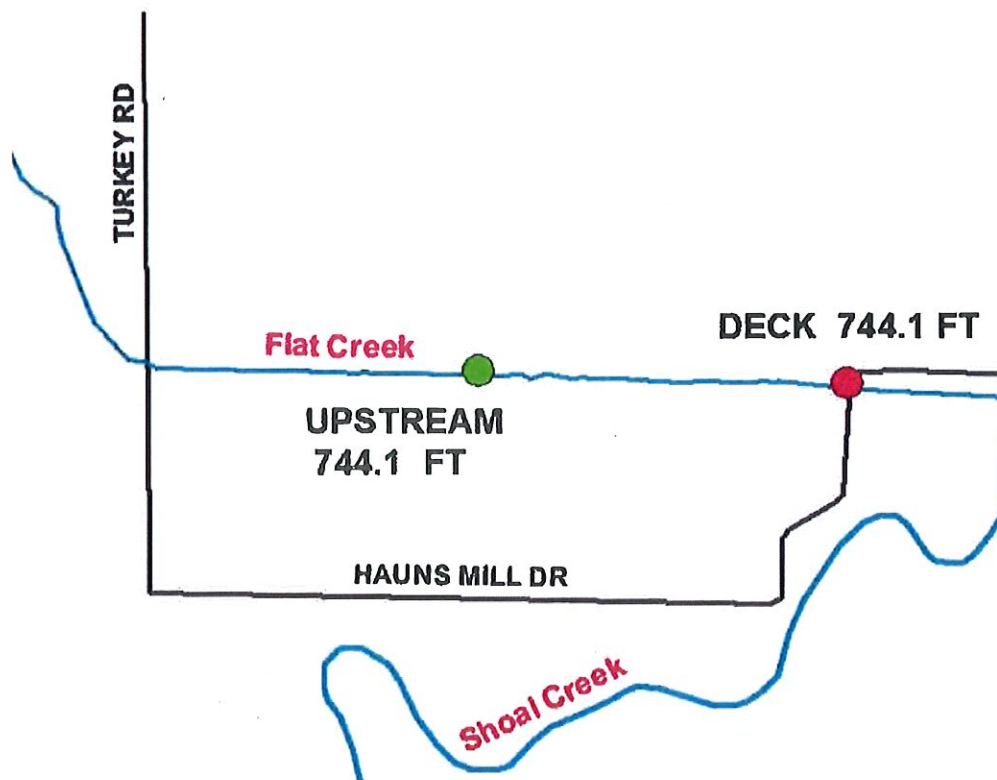 TURKEY RD
Flat Creek
DECK 744.1 FT
UPSTREAM
744.1 FT
HAUNS MILL DR
Shoal Creek